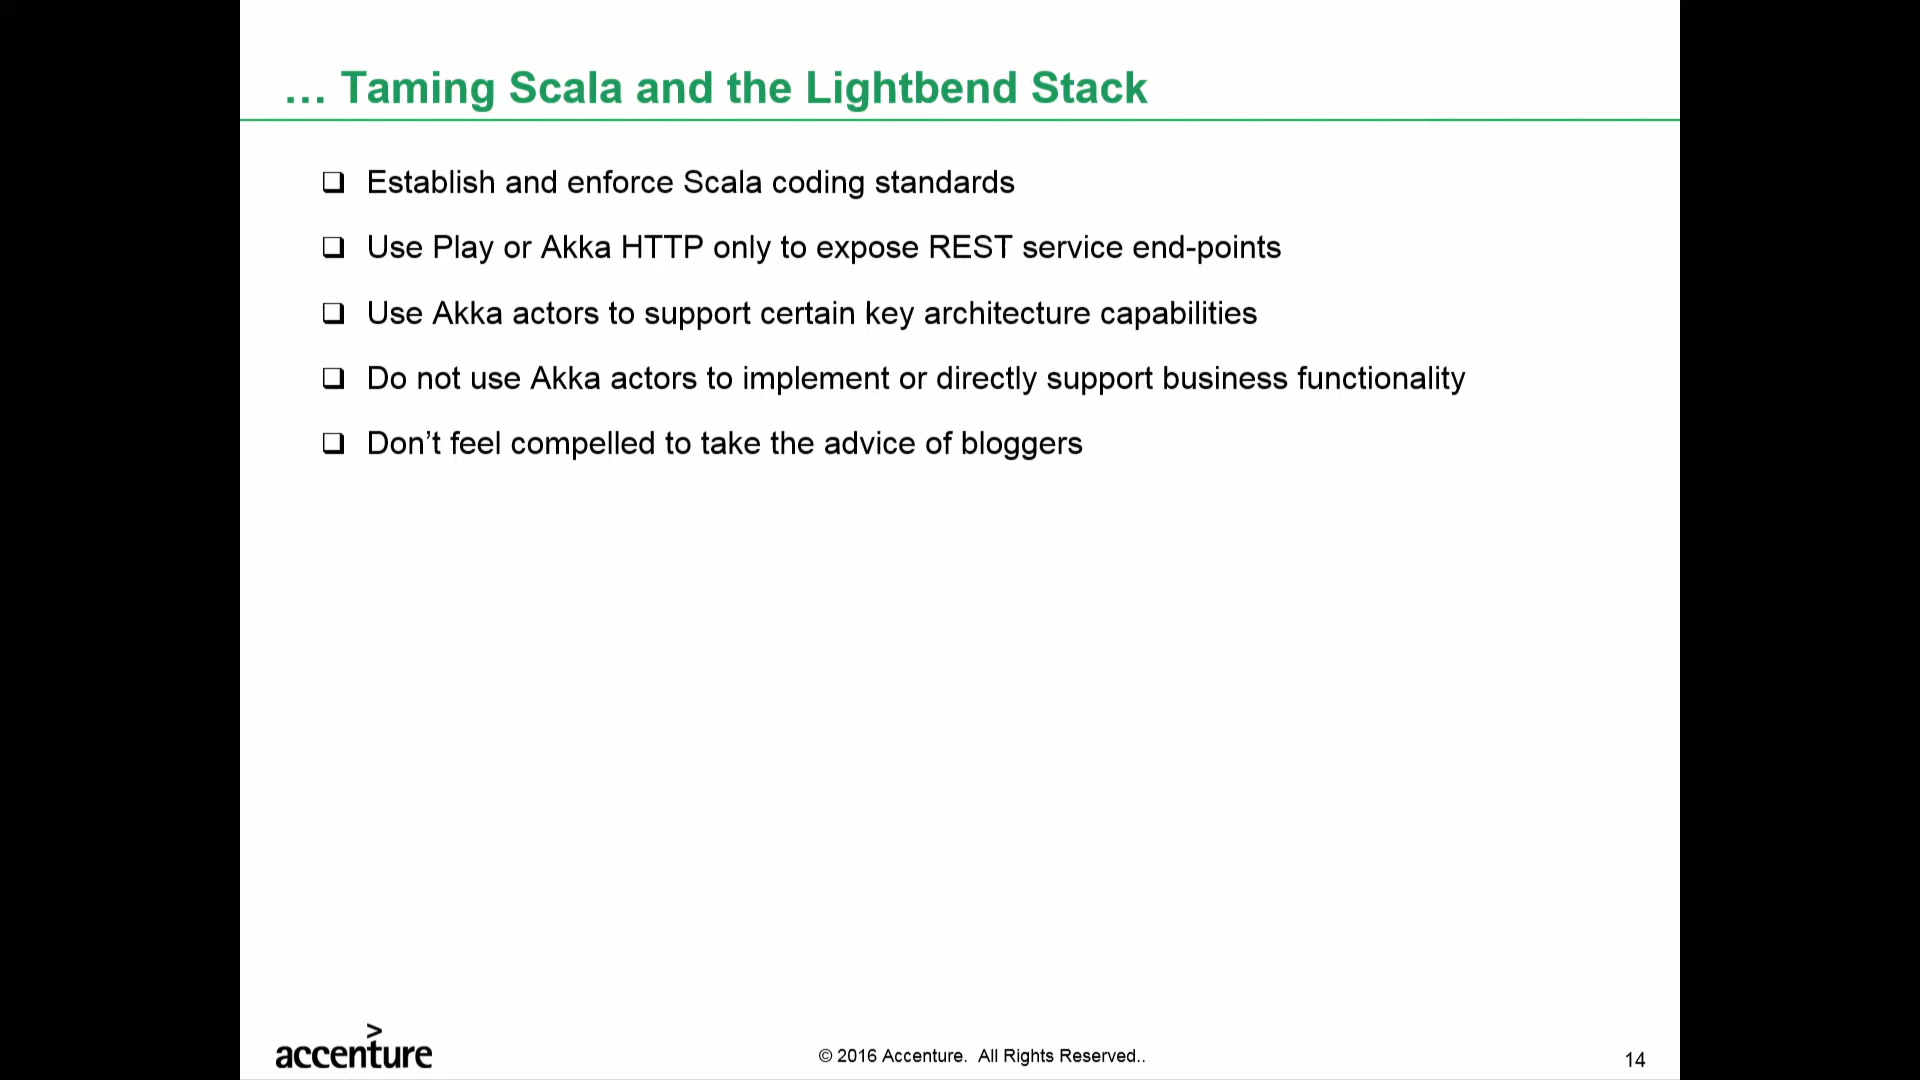 ... Taming Scala and the Lightbend Stack
❑ Establish and enforce Scala coding standards
❑ Use Play or Akka HTTP only to expose REST service end-points
❑ Use Akka actors to support certain key architecture capabilities
❑ Do not use Akka actors to implement or directly support business functionality
❑ Don’t feel compelled to take the advice of bloggers
>
accenture
© 2016 Accenture.  All Rights Reserved..
14